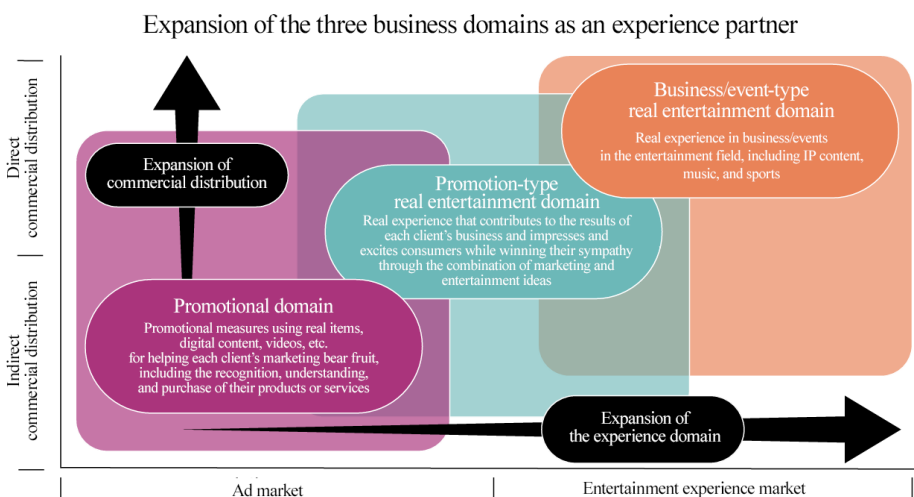 Expansion of the three business domains as an experience partner
Direct
commercial distribution
Indirect
commercial distribution
Expansion of
commercial distribution
Business/event-type
real entertainment domain
Real experience in business/events
in the entertainment field, including IP content,
music, and sports
Promotion-type
real entertainment domain
Real experience that contributes to the results of
each client's business and impresses and
excites consumers while winning their sympathy
through the combination of marketing and
entertainment ideas
Promotional domain
Promotional measures using real items,
digital content, videos, etc.
for helping each client's marketing bear fruit,
including the recognition, understanding,
and purchase of their products or services
Expansion of
the experience domain
Ad market
Entertainment experience market